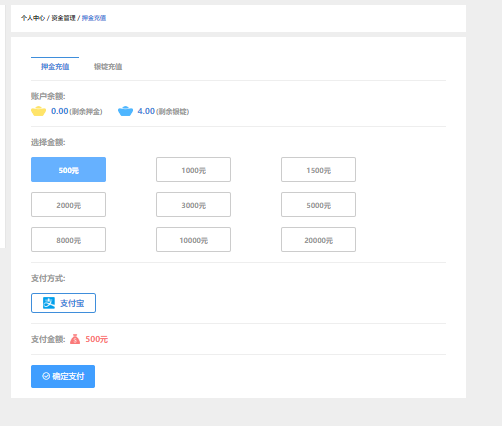 个人中心 / 资金管理 / 押金充值
押金充值 银锭充值
账户余额:
0.00(剩余押金) 4.00(剩余银锭)
选择金额:
500元 1000元 1500元
2000元 3000元 5000元
8000元 10000元 20000元
支付方式:
支 支付宝
支付金额: 500元
确定支付